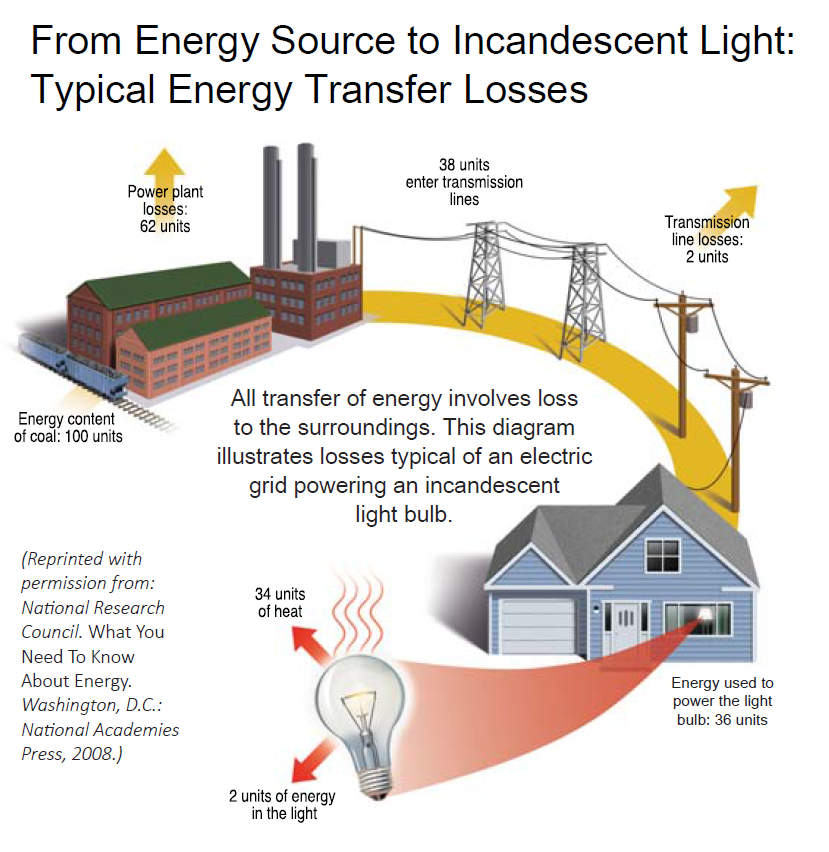 From Energy Source to Incandescent Light:
Typical Energy Transfer Losses
Power plant
losses:
62 units
38 units
enter transmission
lines
Transmission
line losses:
2 units
Energy content
of coal: 100 units
All transfer of energy involves loss
to the surroundings. This diagram
illustrates losses typical of an electric
grid powering an incandescent
light bulb.
(Reprinted with
permission from:
National Research
Council. What You
Need To Know
About Energy.
Washington, D.C.:
National Academies
Press, 2008.)
34 units
of heat
Energy used to
power the light
bulb: 36 units
2 units of energy
in the light